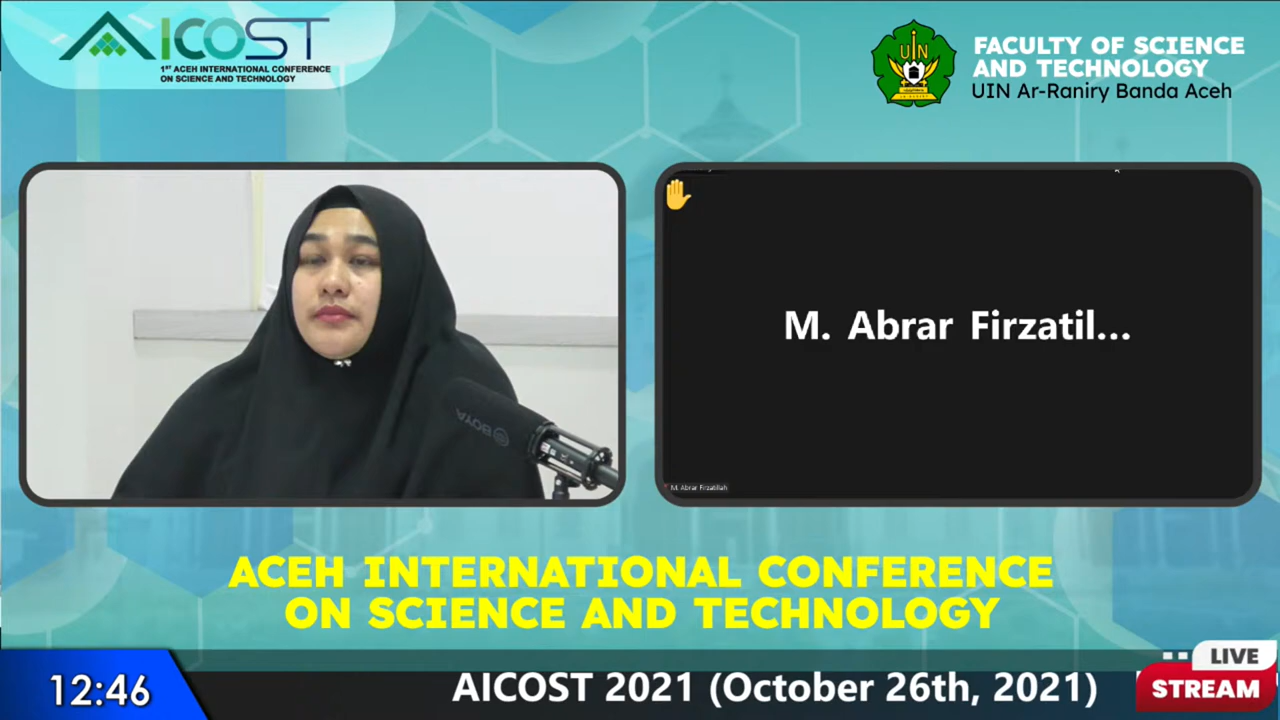 AICOST
1ST ACEH INTERNATIONAL CONFERENCE
ON SCIENCE AND TECHNOLOGY
UIN
FACULTY OF SCIENCE
AND TECHNOLOGY
UIN Ar-Raniry Banda Aceh
BOYA
M. Abrar Firzatil...
M. Abrar Firzatillah
ACEH INTERNATIONAL CONFERENCE
ON SCIENCE AND TECHNOLOGY
12:46
AICOST 2021 (October 26th, 2021)
LIVE
STREAM